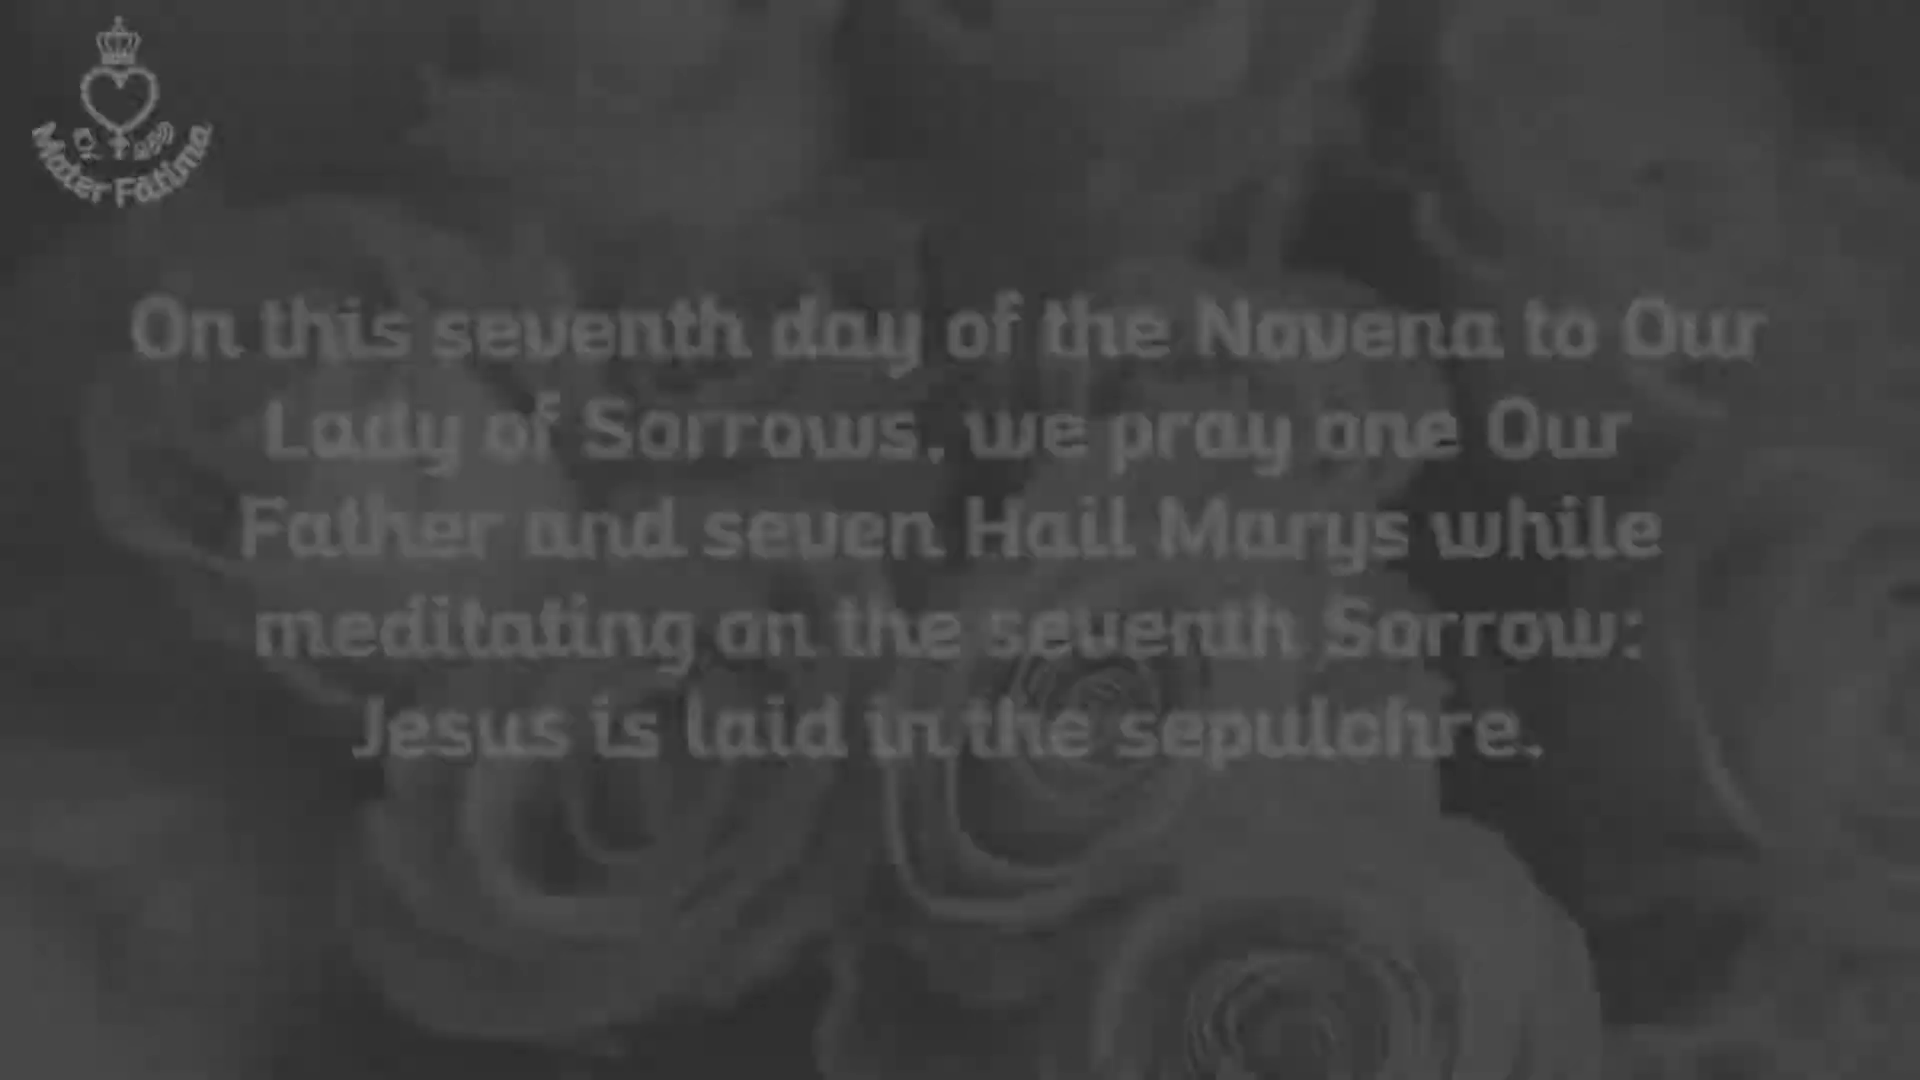 Mater Fatima
On this seventh day of the Novena to Our
Lady of Sorrows, we pray one Our
Father and seven Hail Marys while
meditating on the seventh Sorrow:
Jesus is laid in the sepulchre.